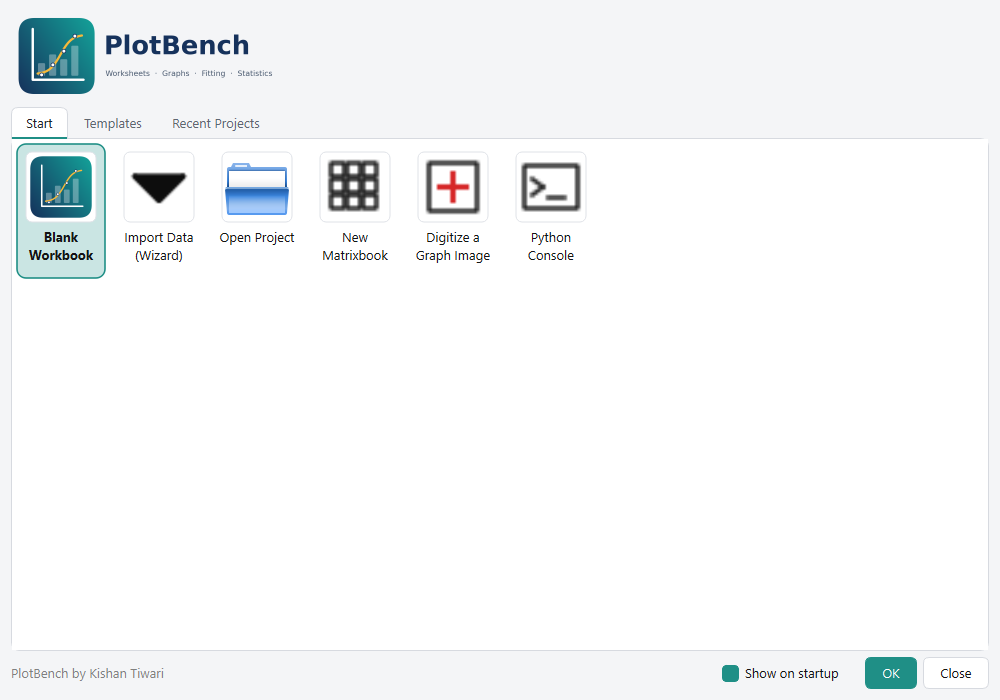 PlotBench
Worksheets · Graphs · Fitting · Statistics
Start
Templates
Recent Projects
Blank
Workbook
Import Data
(Wizard)
Open Project
New
Matrixbook
Digitize a
Graph Image
Python
Console
PlotBench by Kishan Tiwari
Show on startup
OK
Close